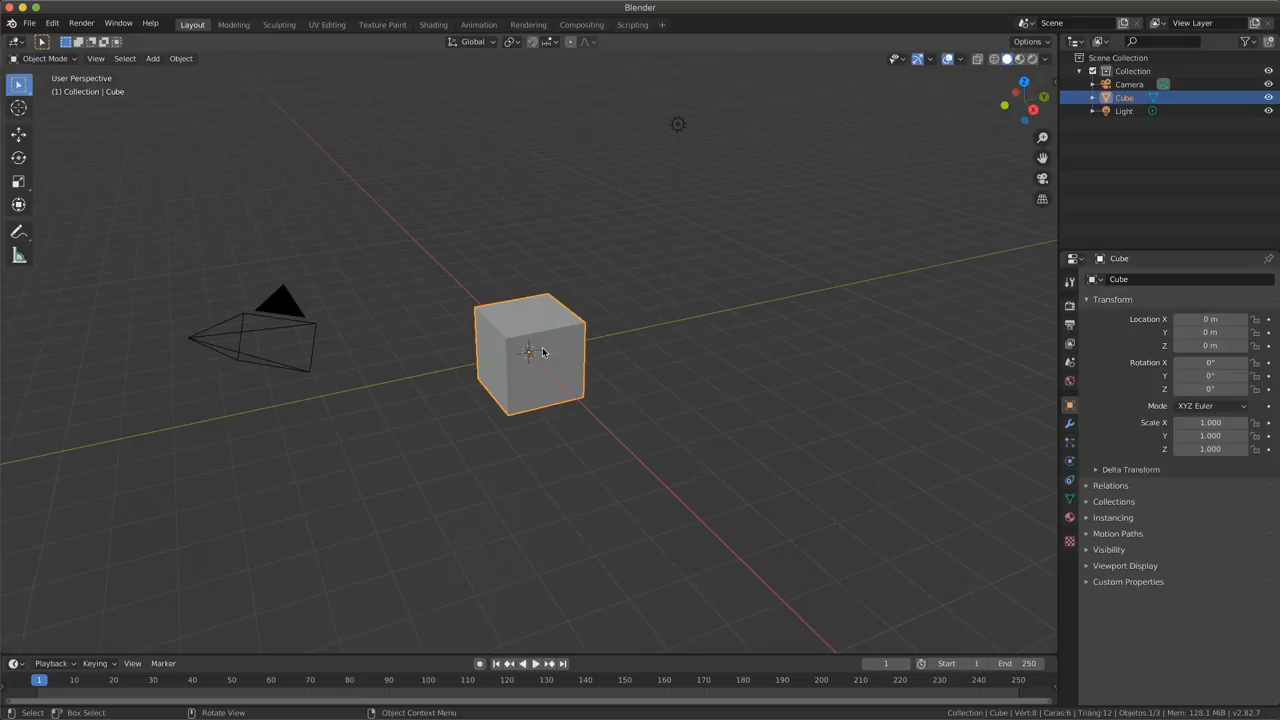 Blender
File Edit Render Window Help Layout Modeling Sculpting UV Editing Texture Paint Shading Animation Rendering Compositing Scripting Scene View Layer
Global Options
Object Mode View Select Add Object
User Perspective
(1) Collection | Cube
Z
Y
X
Scene Collection
Collection
Camera
Cube
Light
Cube
Cube
Transform
Location X 0 m
Y 0 m
Z 0 m
Rotation X 0°
Y 0°
Z 0°
Mode XYZ Euler
Scale X 1.000
Y 1.000
Z 1.000
Delta Transform
Relations
Collections
Instancing
Motion Paths
Visibility
Viewport Display
Custom Properties
Playback Keying View Marker 1 Start 1 End 250
1 10 20 30 40 50 60 70 80 90 100 110 120 130 140 150 160 170 180 190 200 210 220 230 240 250
Select Box Select Rotate View Object Context Menu Collection | Cube | Vért:8 | Caras:6 | Triáng:12 | Objetos:1/3 | Mem: 128.1 MiB | v2.82.7